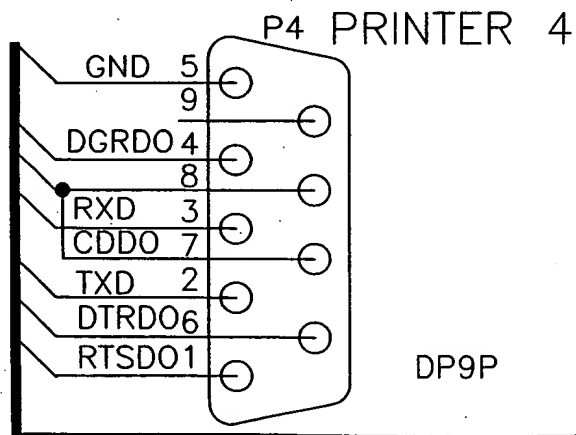 P4 PRINTER 4
GND 5
9
DGRDO 4
8
RXD 3
CDDO 7
TXD 2
DTRDO 6
RTSDO 1
DP9P